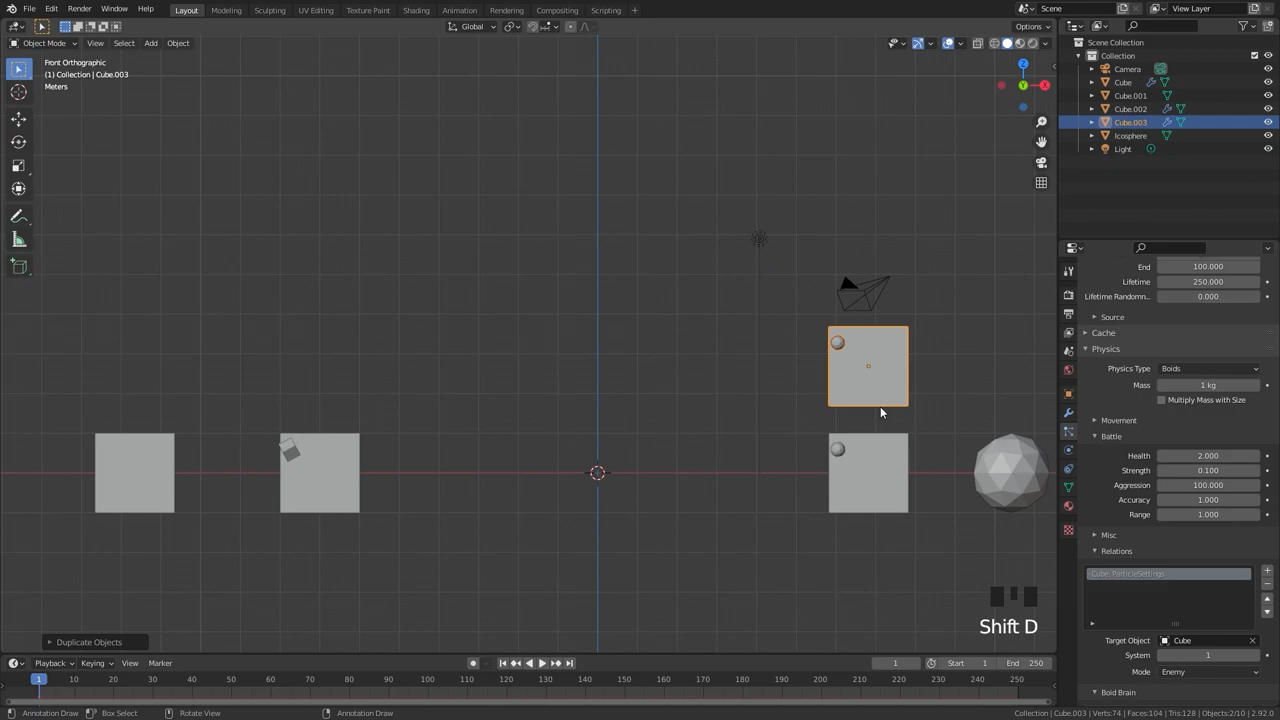 File Edit Render Window Help
Layout Modeling Sculpting UV Editing Texture Paint Shading Animation Rendering Compositing Scripting +
Scene
View Layer
Global
Options
Object Mode View Select Add Object
Front Orthographic
(1) Collection | Cube.003
Meters
Z
Y
X
Scene Collection
Collection
Camera
Cube
Cube.001
Cube.002
Cube.003
Icosphere
Light
End 100.000
Lifetime 250.000
Lifetime Randomn.. 0.000
Source
Cache
Physics
Physics Type Boids
Mass 1 kg
Multiply Mass with Size
Movement
Battle
Health 2.000
Strength 0.100
Aggression 100.000
Accuracy 1.000
Range 1.000
Misc
Relations
Cube: ParticleSettings
Target Object Cube
System 1
Mode Enemy
Boid Brain
Shift D
Duplicate Objects
Playback Keying View Marker
1
Start 1 End 250
1 10 20 30 40 50 60 70 80 90 100 110 120 130 140 150 160 170 180 190 200 210 220 230 240 250
Annotation Draw Box Select Rotate View Annotation Draw
Collection | Cube.003 | Verts:74 | Faces:104 | Tris:128 | Objects:2/10 | 2.92.0